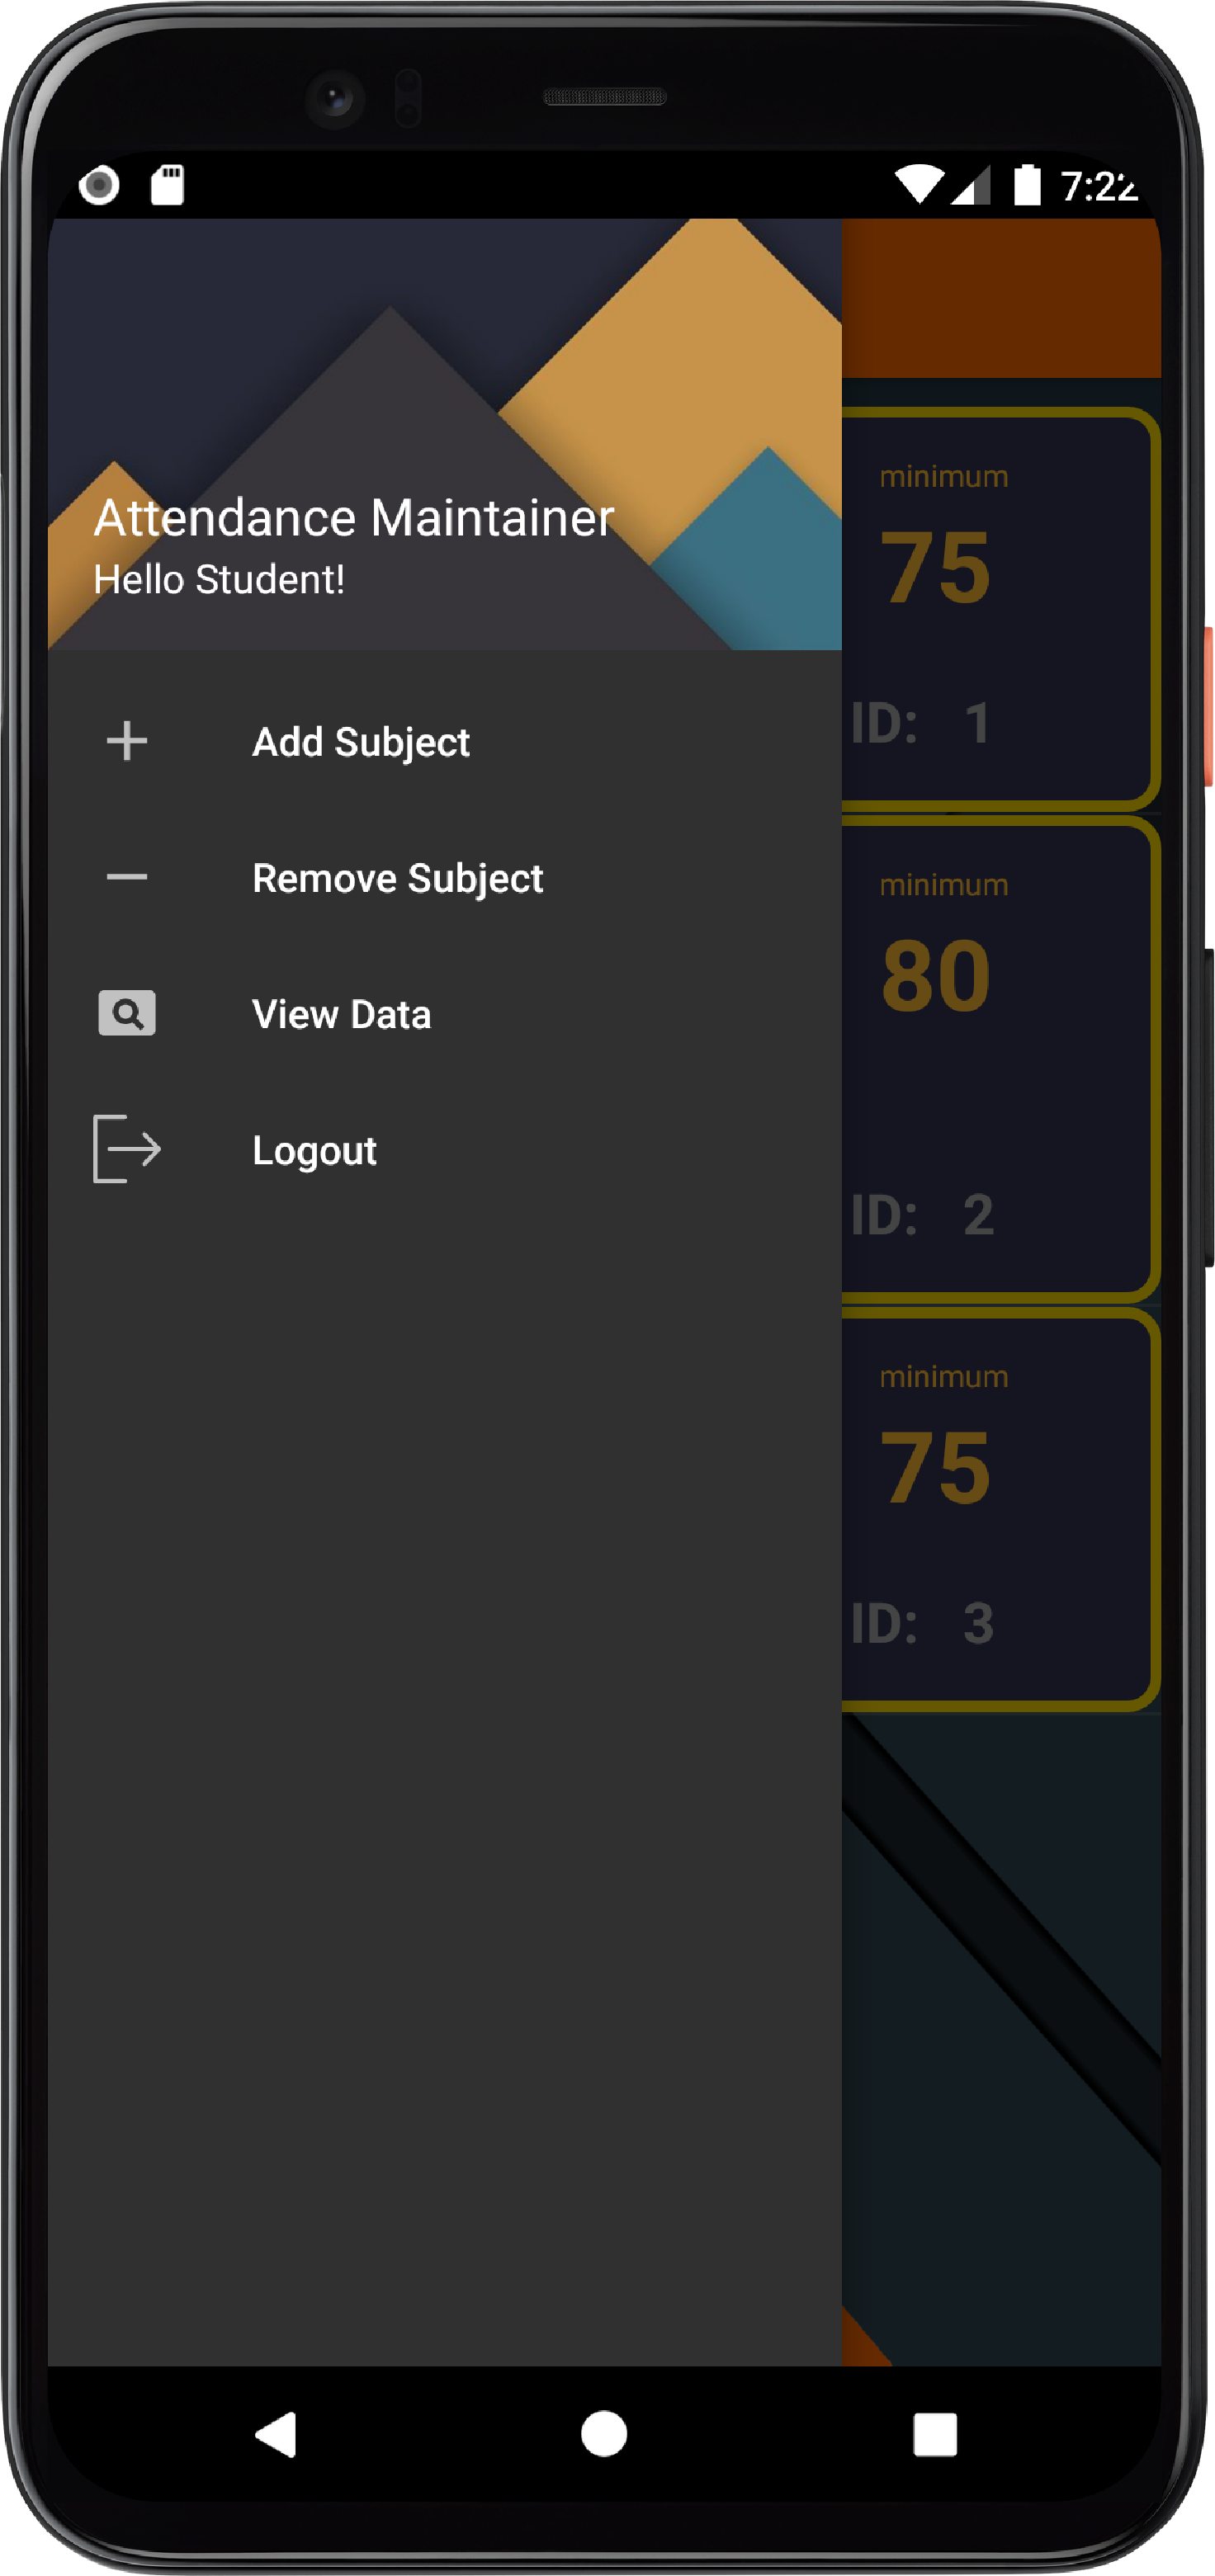 7:22
Attendance Maintainer
Hello Student!
Add Subject
Remove Subject
View Data
Logout
minimum
75
ID: 1
minimum
80
ID: 2
minimum
75
ID: 3